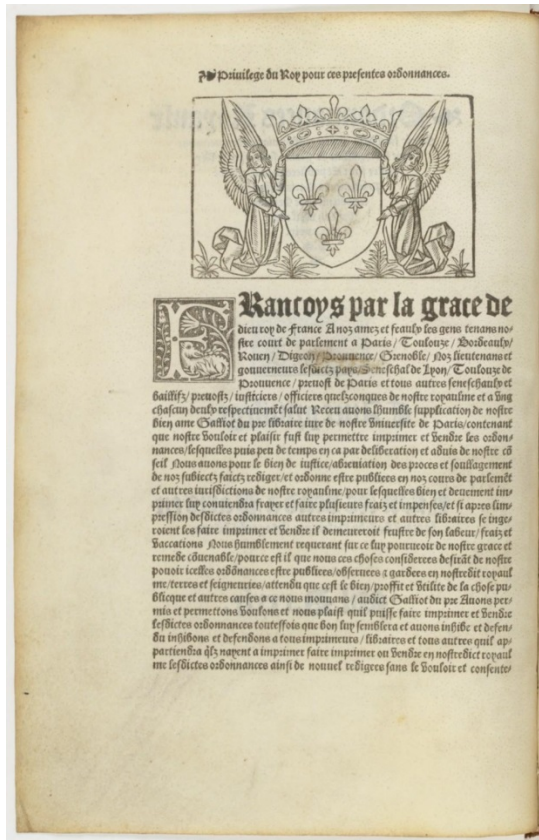 Priuilege du Roy pour ces presentes ordonnances.
FRancoys par la grace de
dieu roy de France A noz amez et feaulx les gens tenans no-
stre court de parlement a Paris / Toulouze / Bordeaulx /
Rouen / Digeon / Prouuence / Grenoble / Noz lieutenans et
gouuerneurs esdictz pays / Seneschal de Lyon / Toulouze de
Prouuence / preuost de Paris et tous autres seneschaulx et
bailliſz / preuostz / iusticiers / officiers quelzconques de nostre royaulme et a vng
chascun deulx respectinemēt salut Receu auons lhumble supplication de nostre
bien ame Galliot du pre libraire iure de nostre vniuersite de Paris / contenant
que nostre vouloir et plaisir fust luy permettre imprimer et vendre les ordon-
nances / lesquelles puis peu de temps en ca par deliberation et aduis de nostre cō
seil Nous auons pour le bien de iustice / abreuiation des proces et soullagement
de noz subiectz faictz rediger / et ordonne estre publiees en noz cours de parlemēt
et autres iurisdictions de nostre royaulme / pour lesquelles bien et deuement im-
primer luy conuiendra frayer et faire plusieurs fraiz et impenses / et si apres lim-
pression desdictes ordonnances autres imprimeurs et autres libraires se inge-
roient les faire imprimer et vendre il demeureroit frustre de son labeur / fraiz et
vaccations Nous humblement requerant sur ce luy pourueoir de nostre grace et
remede cōuenable / pource est il que nous ces choses considerees desirāt de nostre
pouoir icelles ordōnances estre publiees / obseruees & gardees en nostredit royaul
me / terres et seigneuries / attendu que cest le bien / proffit et vtilite de la chose pu-
blicque et autres causes a ce nous mouuans / audict Galliot du pre Auons per-
mis et permettons voulons et nous plaist quil puisse faire imprimer et vendre
lesdictes ordonnances touteffois que bon luy semblera et auons inhibe et defen-
du inhibons et defendons a tous imprimeurs / libraires et tous autres quil ap-
partiendra q̄lz nayent a imprimer faire imprimer ou vendre en nostredict royaul
me lesdictes ordonnances ainsi de nouuel redigees sans le vouloir et consente-